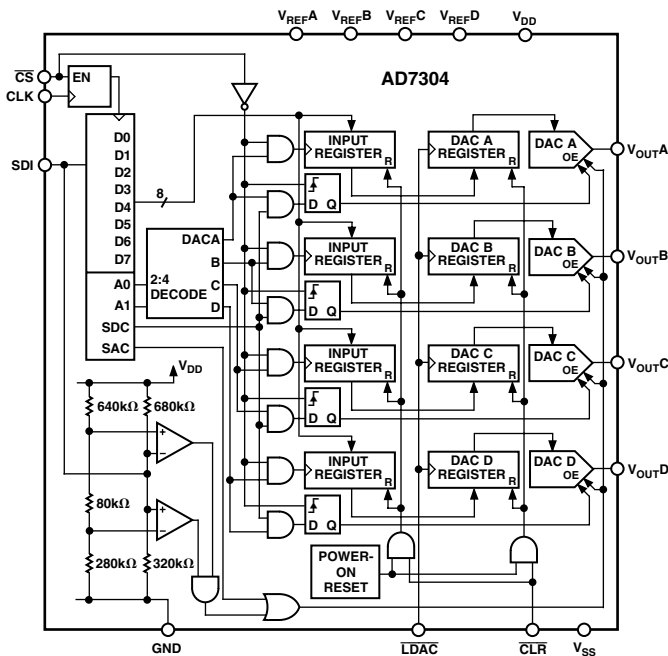 VREFA VREFB VREFC VREFD VDD
CS
CLK
EN
AD7304
SDI
D0
D1
D2
D3
D4
D5
D6
D7
A0
A1
SDC
SAC
8
2:4
DECODE
DACA
B
C
D
INPUT
REGISTER
R
DAC A
REGISTER
R
DAC A
OE
VOUTA
D Q
INPUT
REGISTER
R
DAC B
REGISTER
R
DAC B
OE
VOUTB
D Q
INPUT
REGISTER
R
DAC C
REGISTER
R
DAC C
OE
VOUTC
D Q
INPUT
REGISTER
R
DAC D
REGISTER
R
DAC D
OE
VOUTD
D Q
VDD
640kΩ
680kΩ
+
−
80kΩ
+
−
280kΩ
320kΩ
POWER-
ON
RESET
GND
LDAC
CLR
VSS